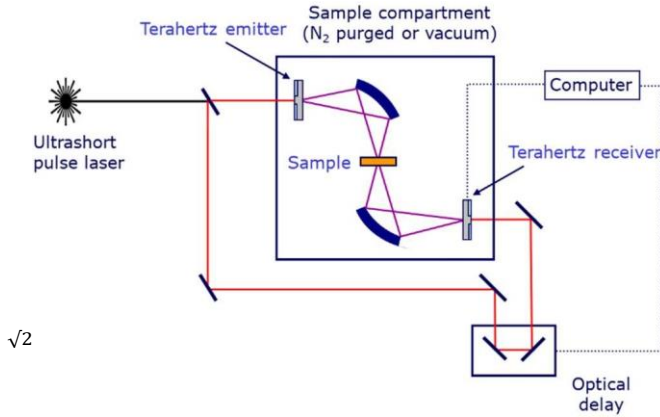 Sample compartment
(N₂ purged or vacuum)
Terahertz emitter
Computer
Ultrashort
pulse laser
Sample
Terahertz receiver
√2
Optical
delay